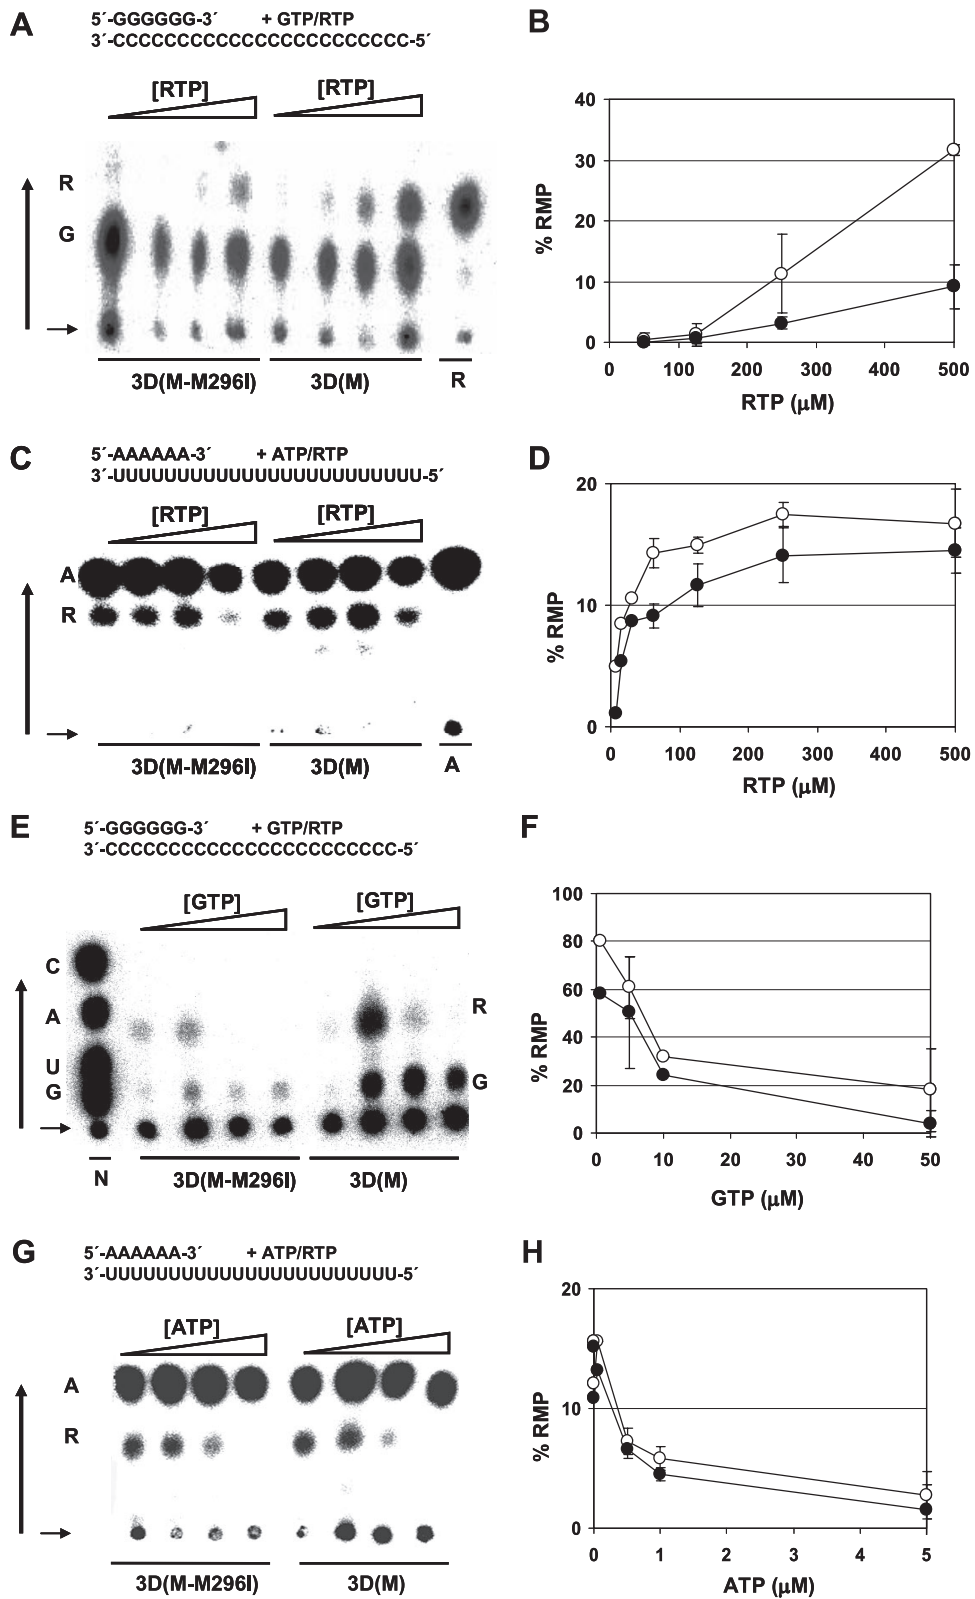 A
5´-GGGGGG-3´ + GTP/RTP
3´-CCCCCCCCCCCCCCCCCCCCCCC-5´
[RTP] [RTP]
R
G
3D(M-M296I) 3D(M) R
B
40
30
20
10
0
% RMP
0 100 200 300 400 500
RTP (µM)
C
5´-AAAAAA-3´ + ATP/RTP
3´-UUUUUUUUUUUUUUUUUUUUUUUU-5´
[RTP] [RTP]
A
R
3D(M-M296I) 3D(M) A
D
20
10
0
% RMP
0 100 200 300 400 500
RTP (µM)
E
5´-GGGGGG-3´ + GTP/RTP
3´-CCCCCCCCCCCCCCCCCCCCCCC-5´
[GTP] [GTP]
C
A
U
G
R
G
N 3D(M-M296I) 3D(M)
F
100
80
60
40
20
0
% RMP
0 10 20 30 40 50
GTP (µM)
G
5´-AAAAAA-3´ + ATP/RTP
3´-UUUUUUUUUUUUUUUUUUUUUUU-5´
[ATP] [ATP]
A
R
3D(M-M296I) 3D(M)
H
20
10
0
% RMP
0 1 2 3 4 5
ATP (µM)